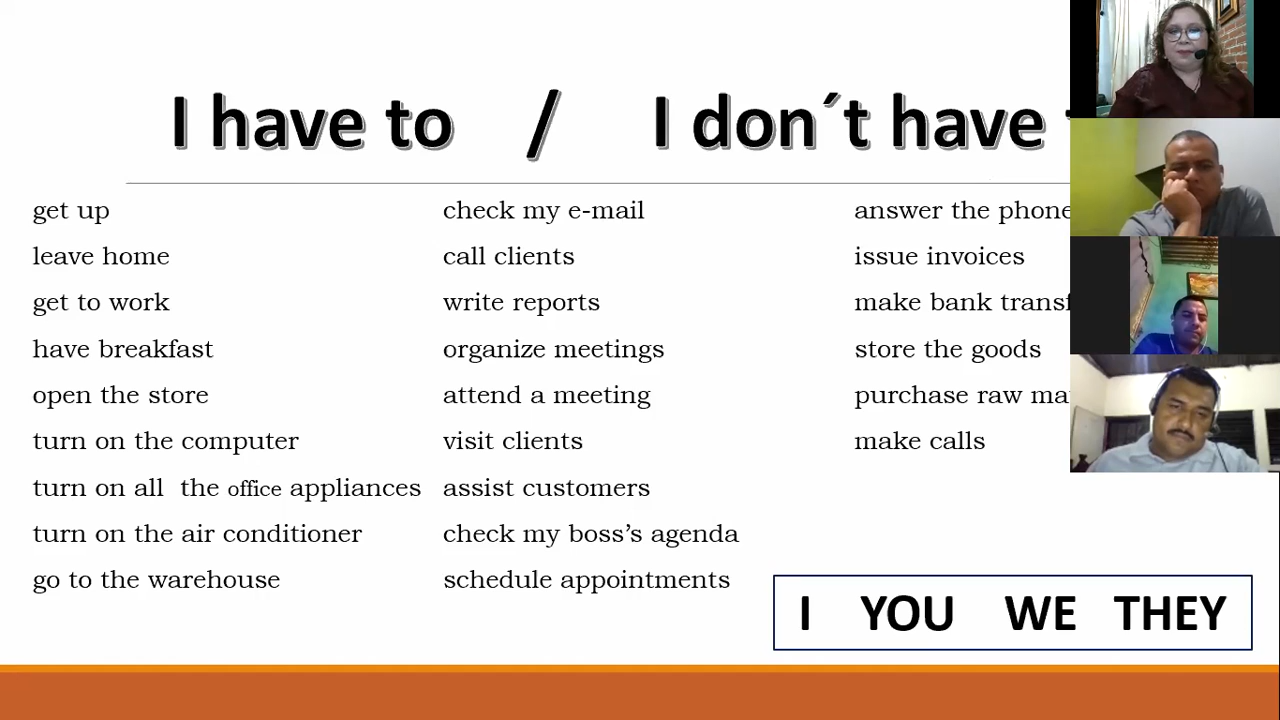 I have to / I don´t have
get up
leave home
get to work
have breakfast
open the store
turn on the computer
turn on all the office appliances
turn on the air conditioner
go to the warehouse
check my e-mail
call clients
write reports
organize meetings
attend a meeting
visit clients
assist customers
check my boss’s agenda
schedule appointments
answer the phone
issue invoices
make bank
store the goods
purchase raw
make calls
I YOU WE THEY